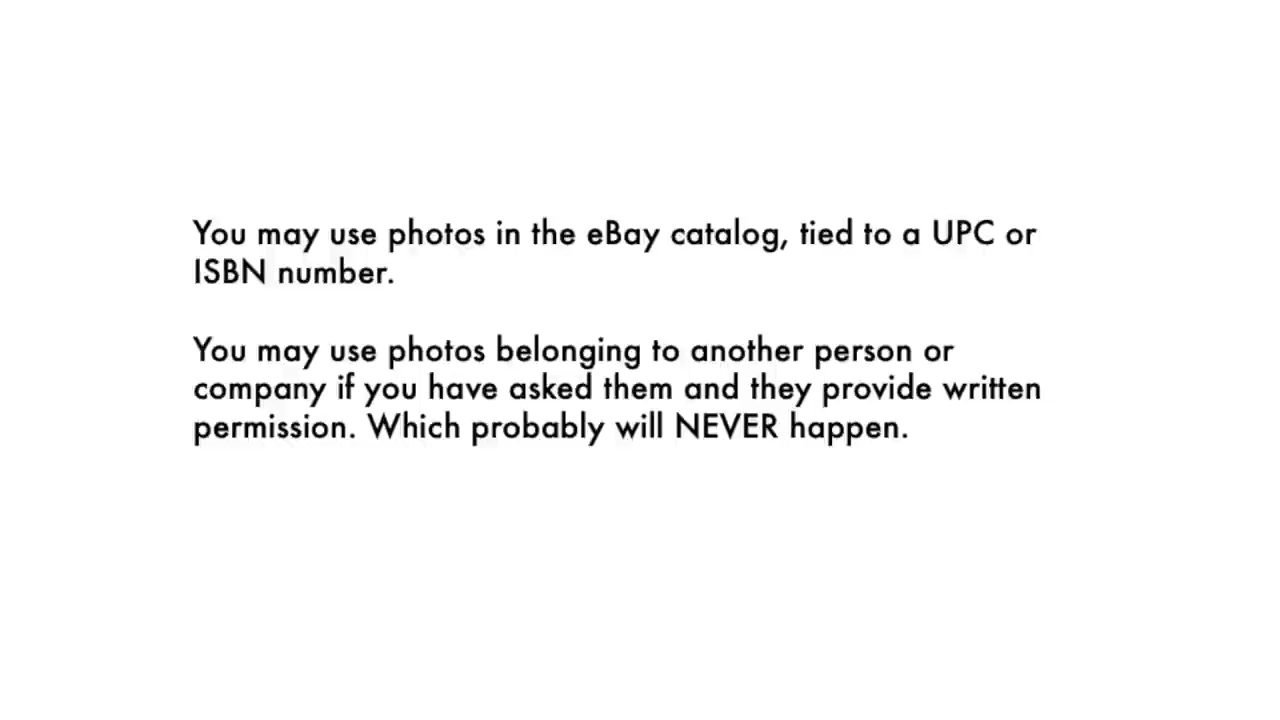 You may use photos in the eBay catalog, tied to a UPC or
ISBN number.
You may use photos belonging to another person or
company if you have asked them and they provide written
permission. Which probably will NEVER happen.